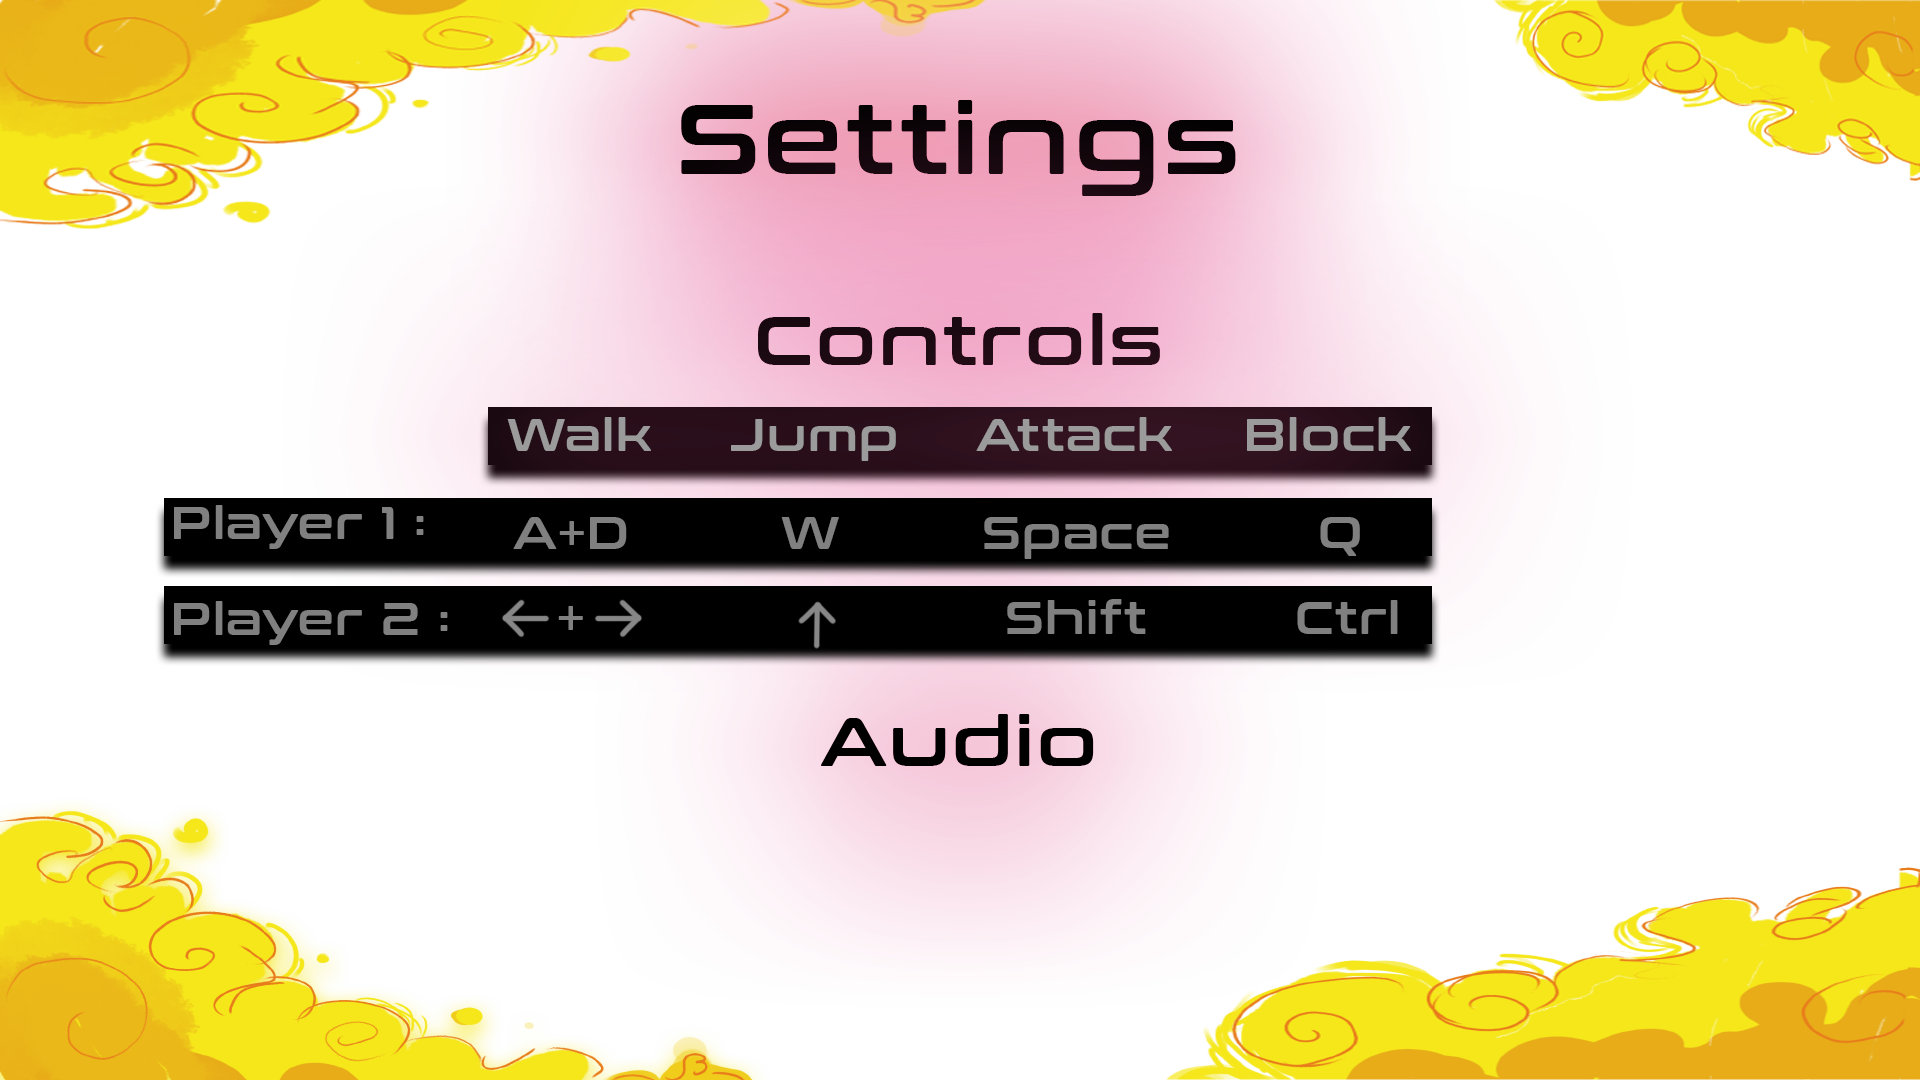 Settings
Controls
Walk Jump Attack Block
Player 1 : A+D W Space Q
Player 2 : ←+→ ↑ Shift Ctrl
Audio